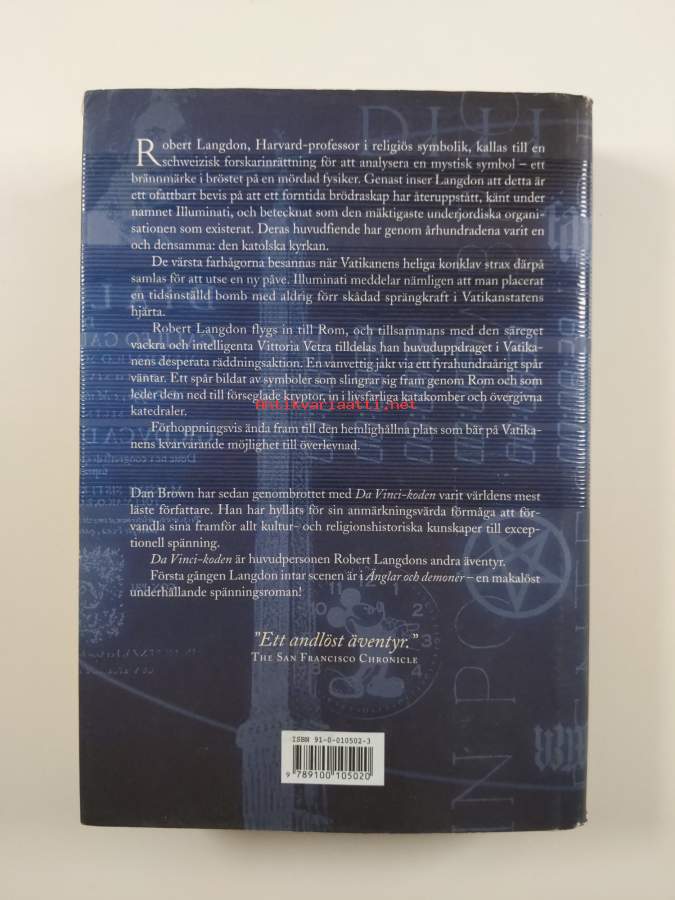 Robert Langdon, Harvard-professor i religiös symbolik, kallas till en
schweizisk forskarinrättning för att analysera en mystisk symbol – ett
brännmärke i bröstet på en mördad fysiker. Genast inser Langdon att detta är
ett ofattbart bevis på att ett forntida brödraskap har återuppstått, känt under
namnet Illuminati, och betecknat som den mäktigaste underjordiska organi-
sationen som existerat. Deras huvudfiende har genom århundradena varit en
och densamma: den katolska kyrkan.
De värsta farhågorna besannas när Vatikanens heliga konklav strax därpå
samlas för att utse en ny påve. Illuminati meddelar nämligen att man placerat
en tidsinställd bomb med aldrig förr skådad sprängkraft i Vatikanstatens
hjärta.
Robert Langdon flygs in till Rom, och tillsammans med den säreget
vackra och intelligenta Vittoria Vetra tilldelas han huvuduppdraget i Vatika-
nens desperata räddningsaktion. En vanvettig jakt via ett fyrahundraårigt spår
väntar. Ett spår bildat av symboler som slingrar sig fram genom Rom och som
leder dem ned till förseglade kryptor, in i livsfarliga katakomber och övergivna
katedraler.
Antikvariaatti.net
Förhoppningsvis ända fram till den hemlighållna plats som bär på Vatika-
nens kvarvarande möjlighet till överlevnad.
Dan Brown har sedan genombrottet med Da Vinci-koden varit världens mest
läste författare. Han har hyllats för sin anmärkningsvärda förmåga att för-
vandla sina framför allt kultur- och religionshistoriska kunskaper till excep-
tionell spänning.
Da Vinci-koden är huvudpersonen Robert Langdons andra äventyr.
Första gången Langdon intar scenen är i Änglar och demoner – en makalöst
underhållande spänningsroman!
"Ett andlöst äventyr."
THE SAN FRANCISCO CHRONICLE
ISBN 91-0-010502-3
9 789100 105020
IN PO